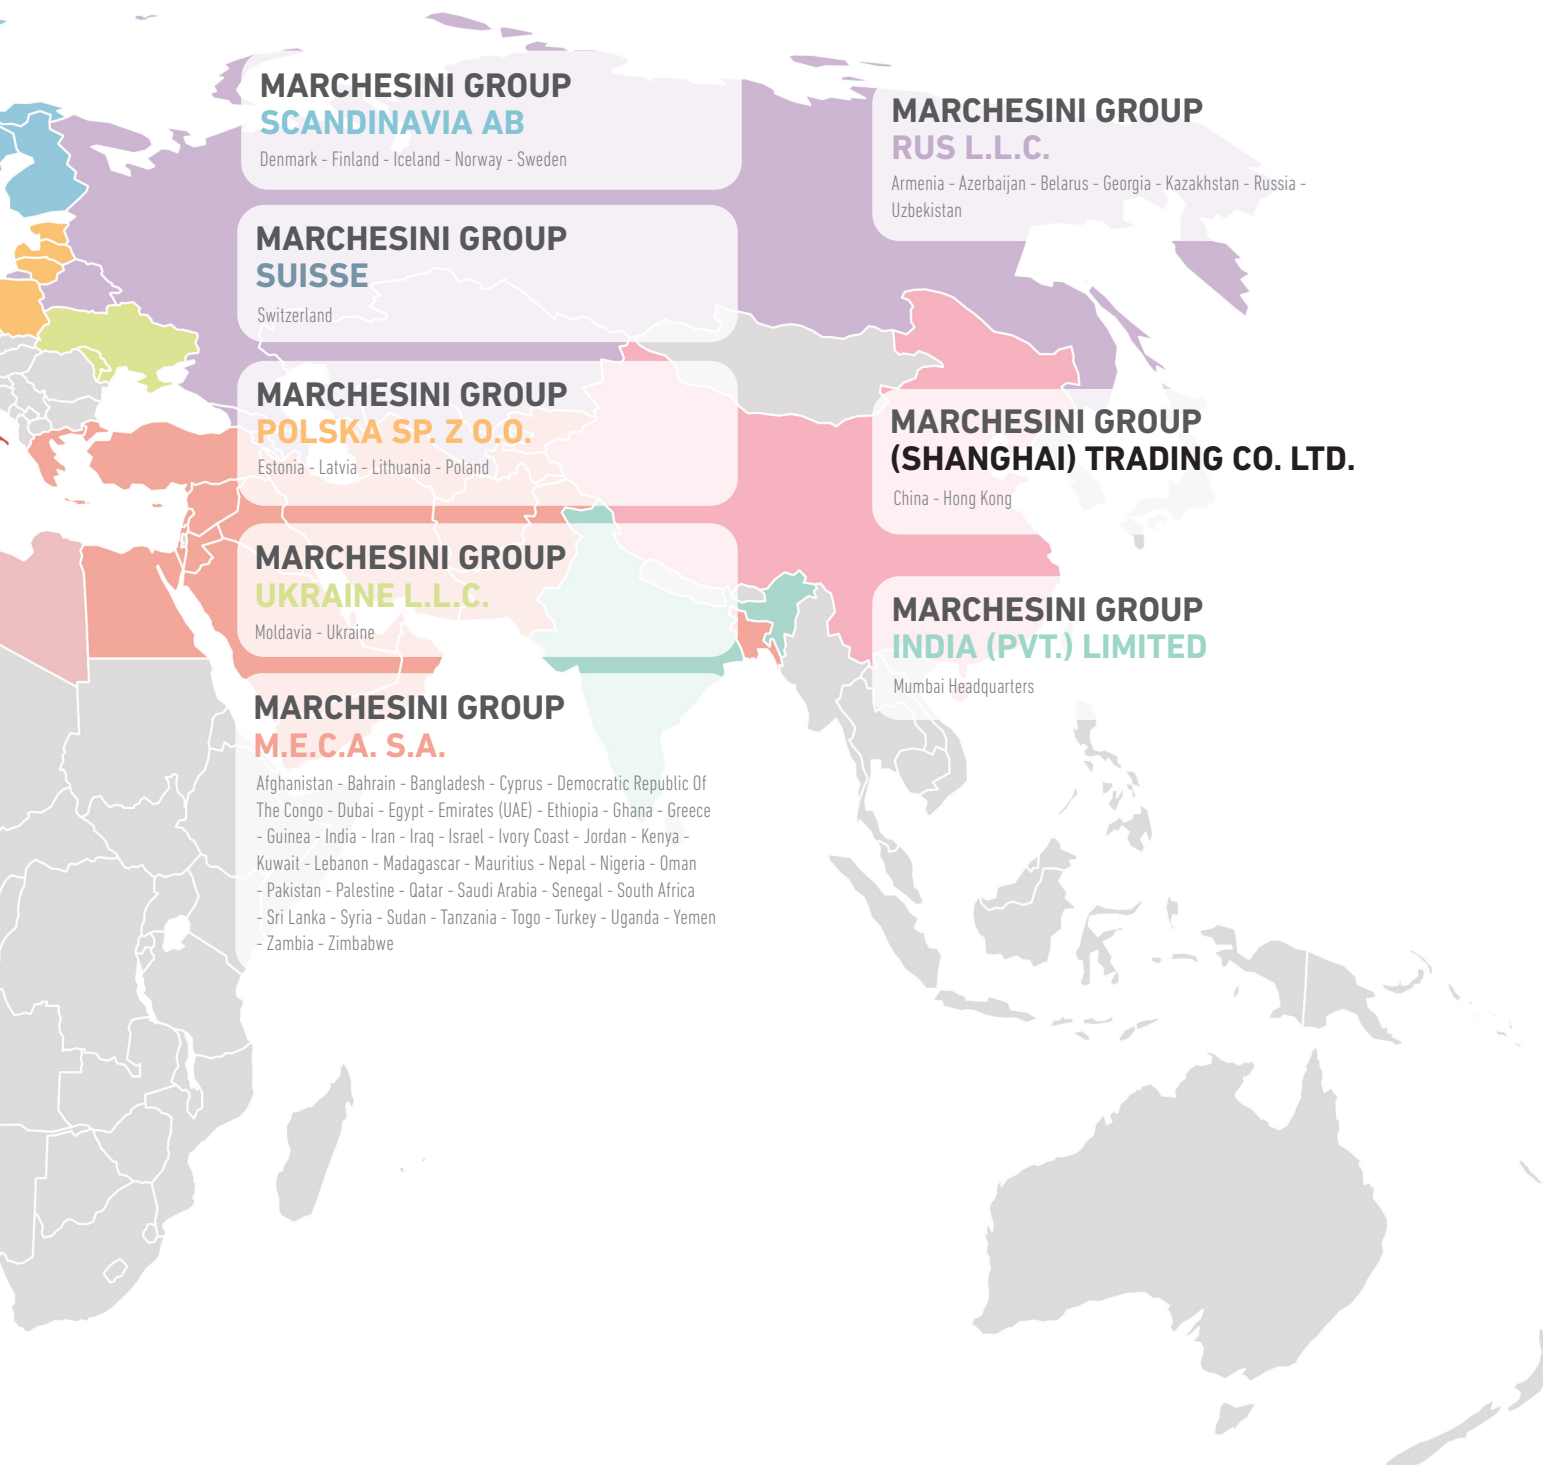 MARCHESINI GROUP
SCANDINAVIA AB
Denmark - Finland - Iceland - Norway - Sweden
MARCHESINI GROUP
SUISSE
Switzerland
MARCHESINI GROUP
POLSKA SP. Z O.O.
Estonia - Latvia - Lithuania - Poland
MARCHESINI GROUP
UKRAINE L.L.C.
Moldavia - Ukraine
MARCHESINI GROUP
M.E.C.A. S.A.
Afghanistan - Bahrain - Bangladesh - Cyprus - Democratic Republic Of
The Congo - Dubai - Egypt - Emirates (UAE) - Ethiopia - Ghana - Greece
- Guinea - India - Iran - Iraq - Israel - Ivory Coast - Jordan - Kenya -
Kuwait - Lebanon - Madagascar - Mauritius - Nepal - Nigeria - Oman
- Pakistan - Palestine - Qatar - Saudi Arabia - Senegal - South Africa
- Sri Lanka - Syria - Sudan - Tanzania - Togo - Turkey - Uganda - Yemen
- Zambia - Zimbabwe
MARCHESINI GROUP
RUS L.L.C.
Armenia - Azerbaijan - Belarus - Georgia - Kazakhstan - Russia -
Uzbekistan
MARCHESINI GROUP
(SHANGHAI) TRADING CO. LTD.
China - Hong Kong
MARCHESINI GROUP
INDIA (PVT.) LIMITED
Mumbai Headquarters